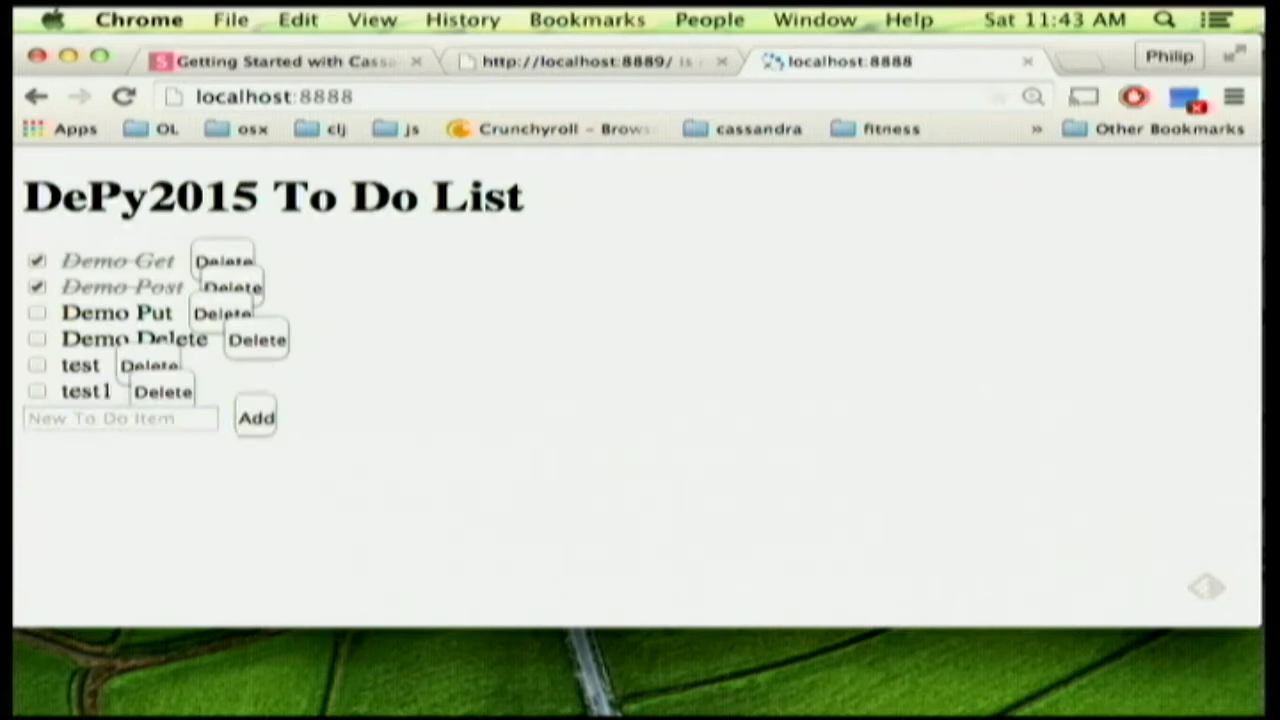 Chrome File Edit View History Bookmarks People Window Help Sat 11:43 AM
Getting Started with Cass http://localhost:8889/ is localhost:8888 Philip
localhost:8888
Apps OL osx clj js Crunchyroll - Brows cassandra fitness » Other Bookmarks
DePy2015 To Do List
Demo Get Delete
Demo Post Delete
Demo Put Delete
Demo Delete Delete
test Delete
test1 Delete
New To Do Item Add